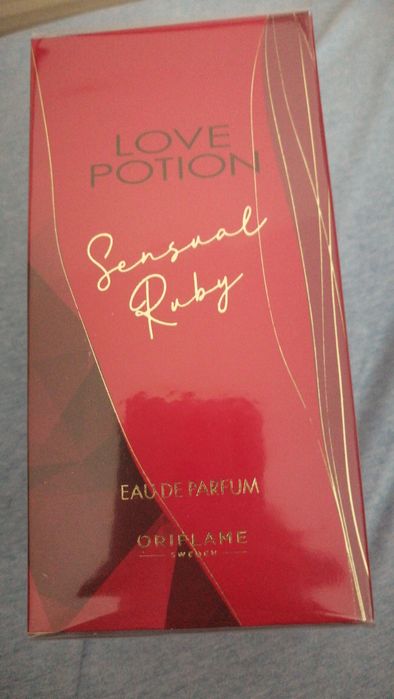 LOVE
POTION
Sensual
Ruby
EAU DE PARFUM
ORIFLAME
SWEDEN